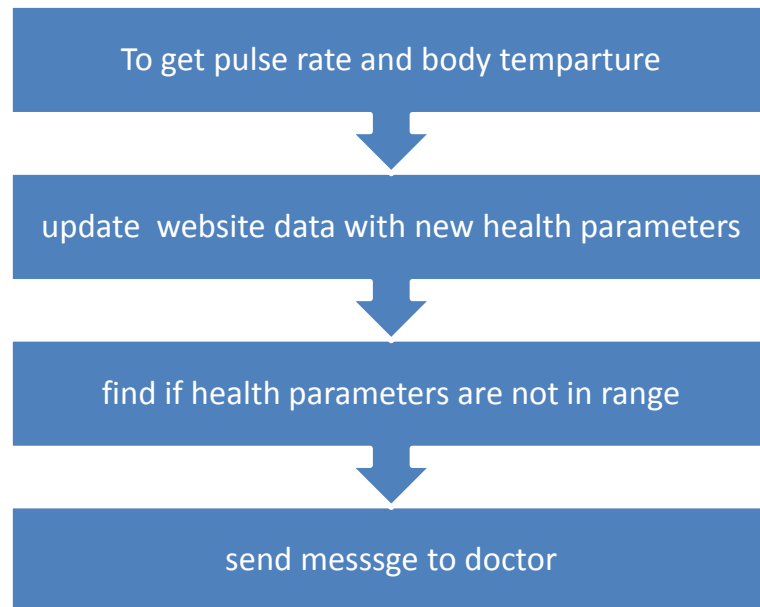 To get pulse rate and body temparture
update  website data with new health parameters
find if health parameters are not in range
send messsge to doctor